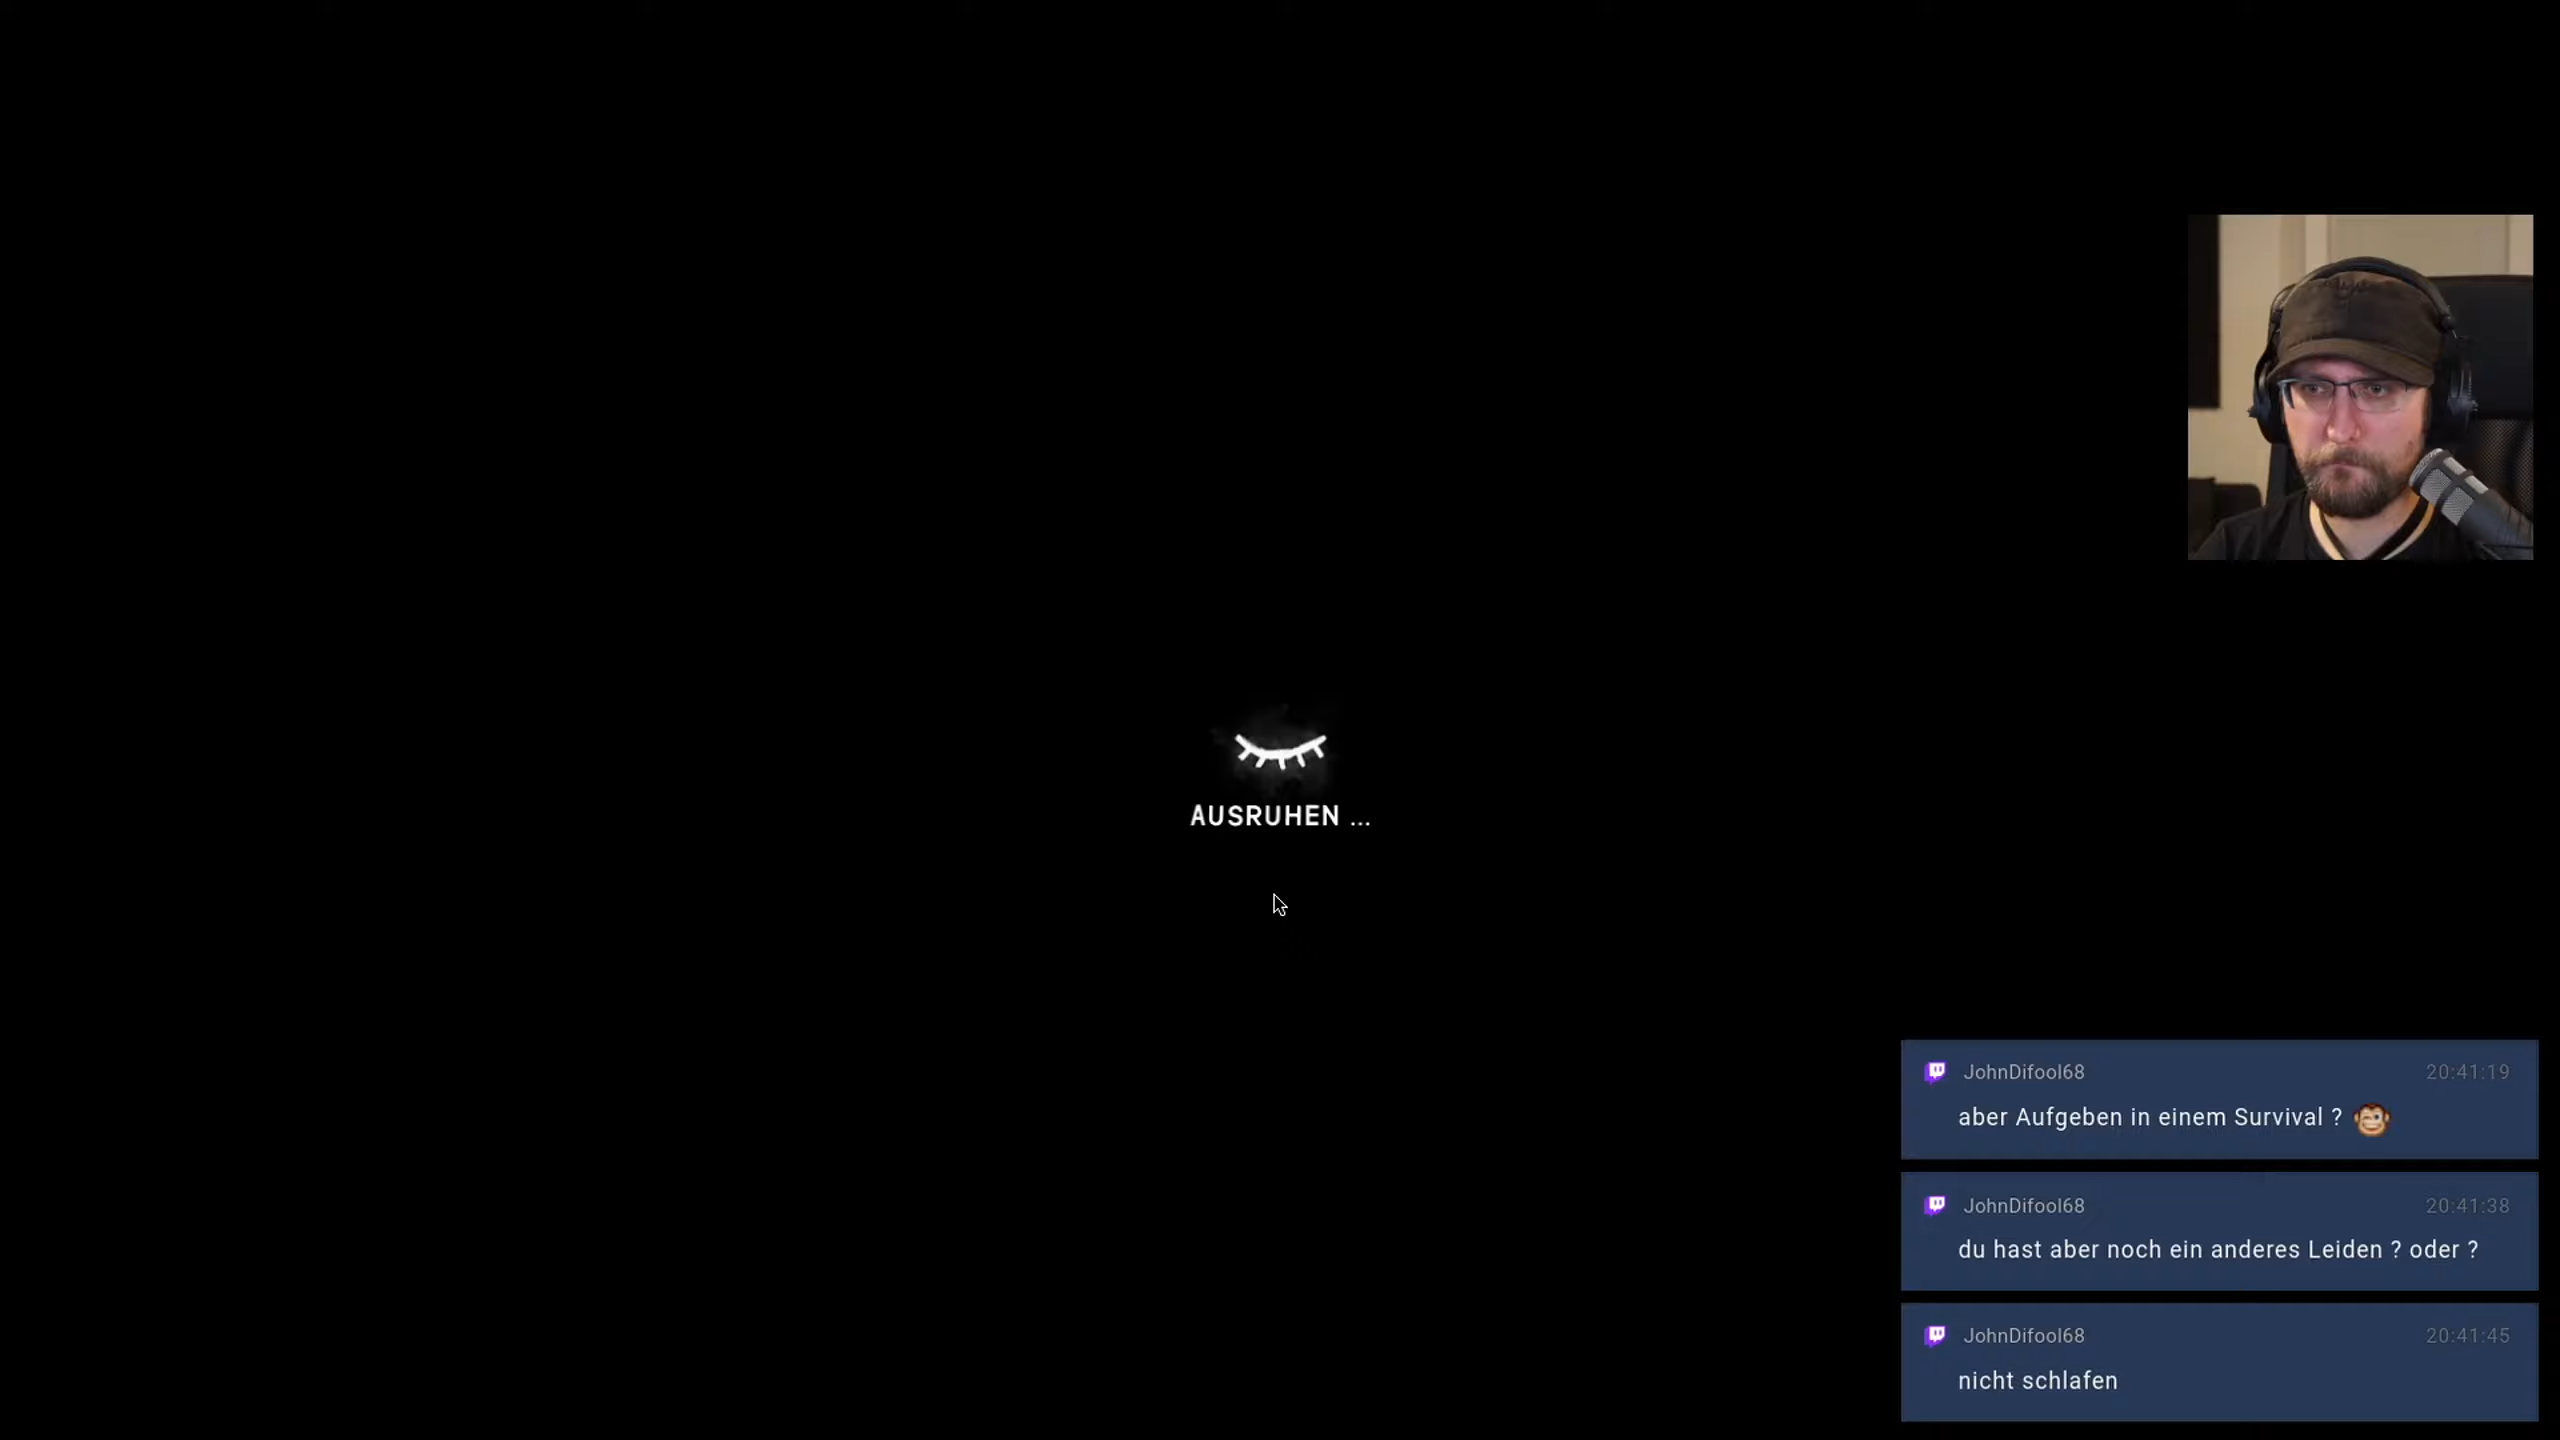 AUSRUHEN ...
JohnDifool68 20:41:19
aber Aufgeben in einem Survival ?
JohnDifool68 20:41:38
du hast aber noch ein anderes Leiden ? oder ?
JohnDifool68 20:41:45
nicht schlafen